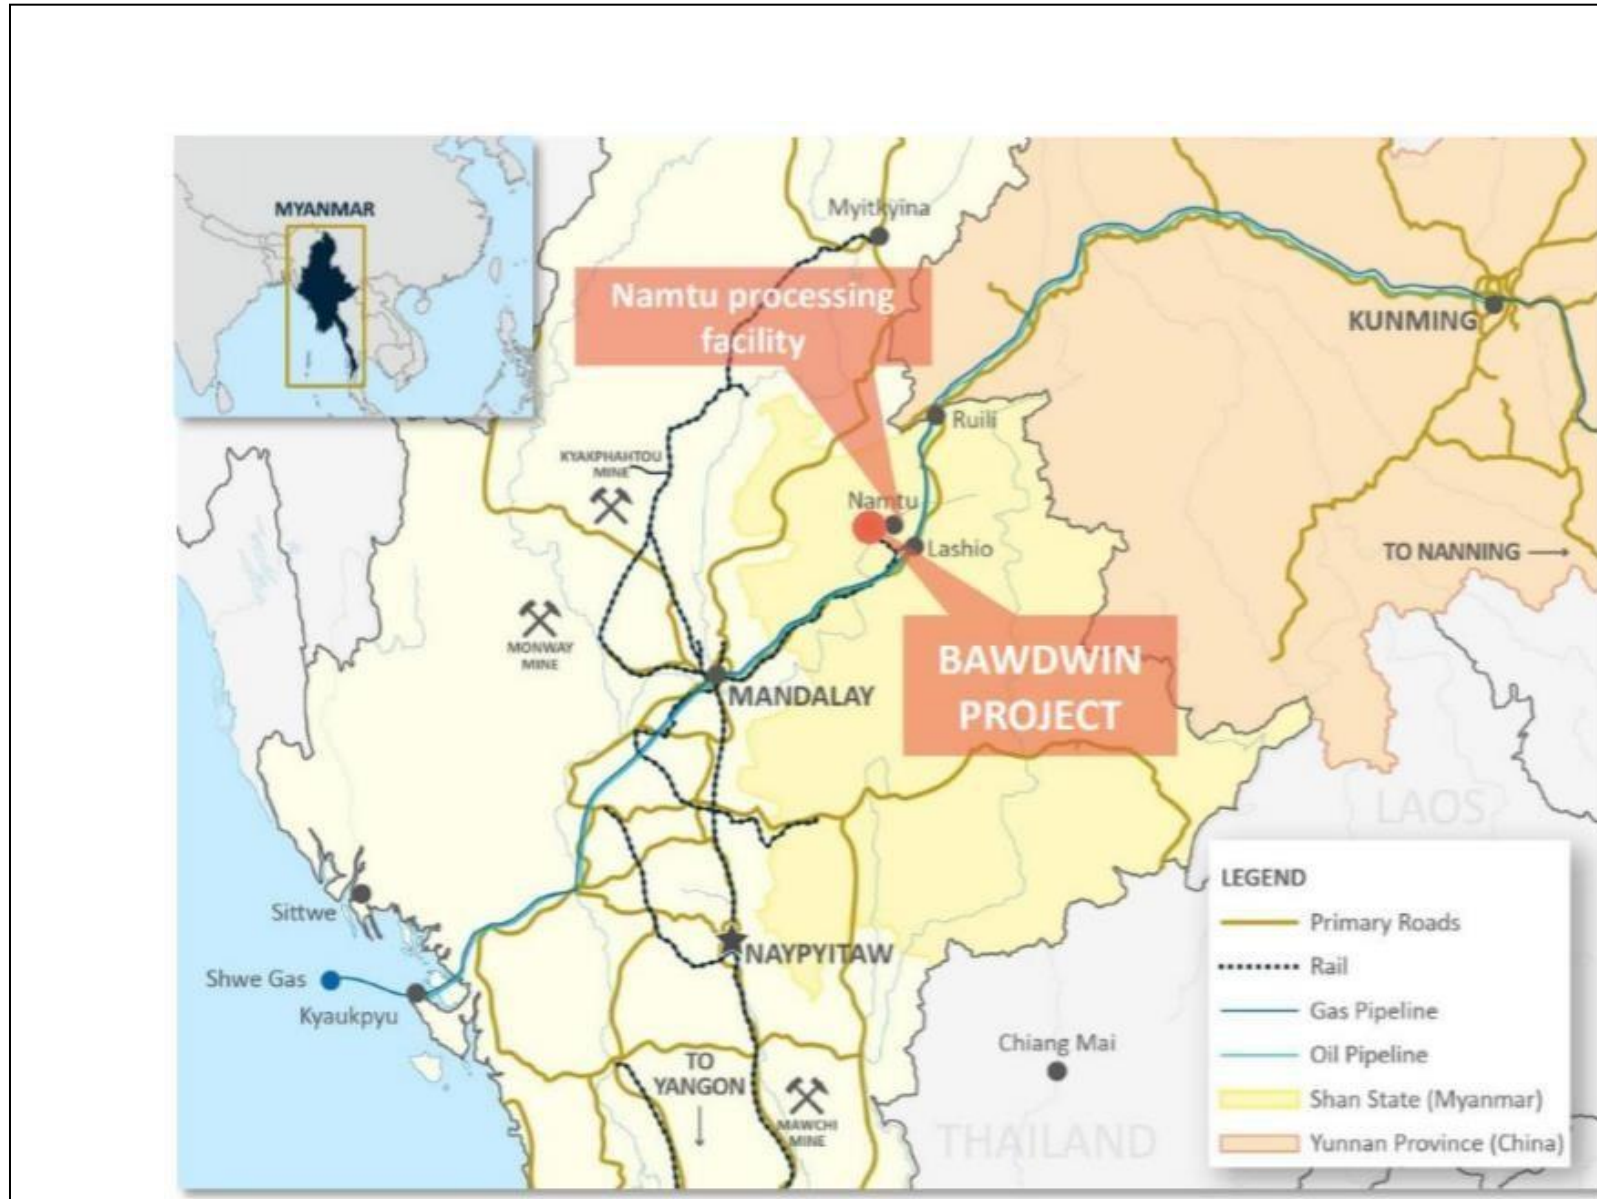 MYANMAR
Myitkyina
Namtu processing
facility
KUNMING
Ruili
KYAKPHAHTOU
MINE
Namtu
Lashio
TO NANNING
MONWAY
MINE
BAWDWIN
PROJECT
MANDALAY
LAOS
LEGEND
Sittwe
Primary Roads
NAYPYITAW
Rail
Shwe Gas
Gas Pipeline
Kyaukpyu
Chiang Mai
Oil Pipeline
TO
YANGON
Shan State (Myanmar)
MAWCHI
MINE
THAILAND
Yunnan Province (China)